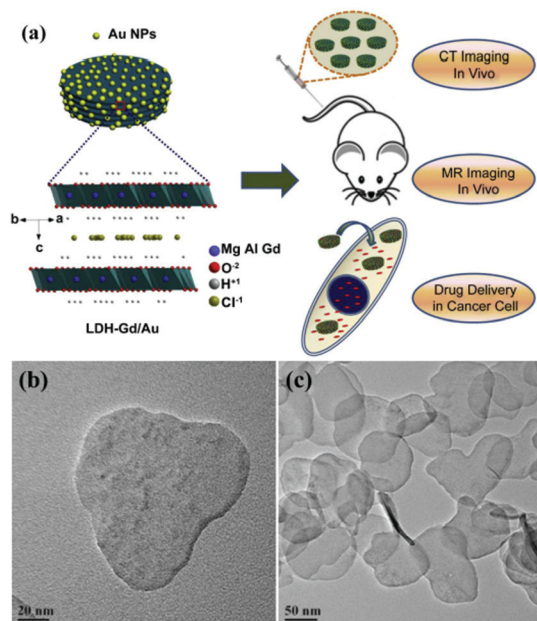 (a)
Au NPs
CT Imaging
In Vivo
MR Imaging
In Vivo
b
a
c
Mg Al Gd
O-2
H+1
Cl-1
LDH-Gd/Au
Drug Delivery
in Cancer Cell
(b)
20 nm
(c)
50 nm